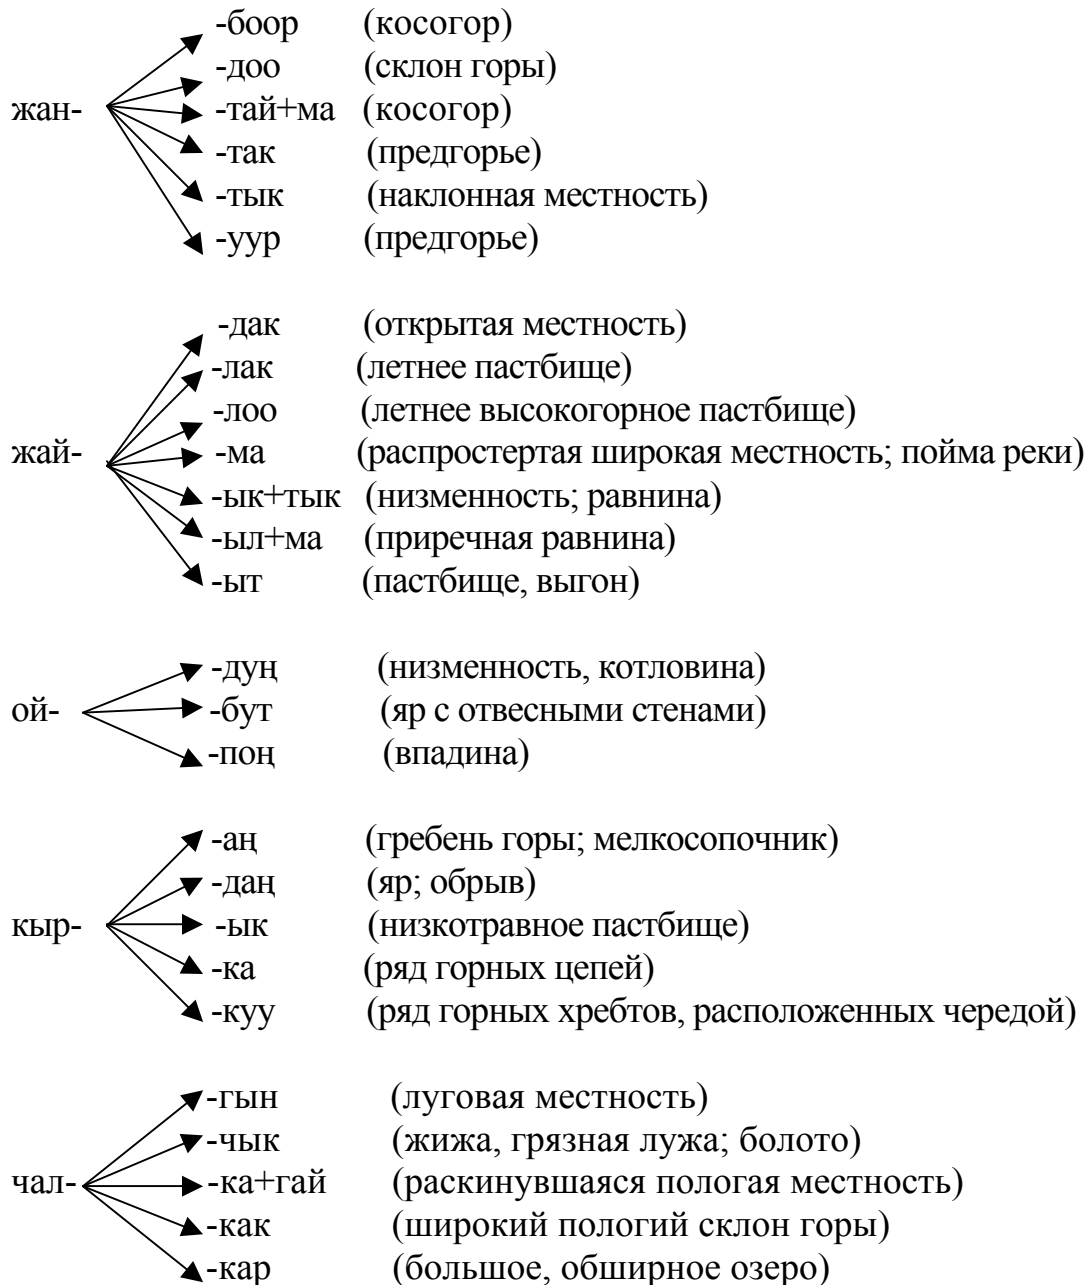 -боор (косогор)
-доо (склон горы)
жан- -тай+ма (косогор)
-так (предгорье)
-тык (наклонная местность)
-уур (предгорье)
-дак (открытая местность)
-лак (летнее пастбище)
-лоо (летнее высокогорное пастбище)
жай- -ма (распростертая широкая местность; пойма реки)
-ык+тык (низменность; равнина)
-ыл+ма (приречная равнина)
-ыт (пастбище, выгон)
-дуң (низменность, котловина)
ой- -бут (яр с отвесными стенами)
-поң (впадина)
-аң (гребень горы; мелкосопочник)
-даң (яр; обрыв)
кыр- -ык (низкотравное пастбище)
-ка (ряд горных цепей)
-куу (ряд горных хребтов, расположенных чередой)
-гын (луговая местность)
-чык (жижа, грязная лужа; болото)
чал- -ка+гай (раскинувшаяся пологая местность)
-как (широкий пологий склон горы)
-кар (большое, обширное озеро)